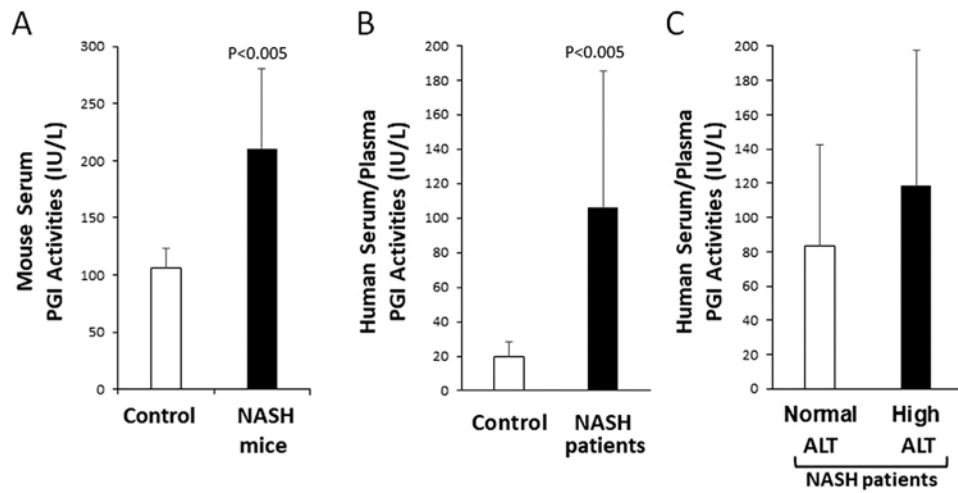 A
Mouse Serum
PGI Activities (IU/L)
300
250
200
150
100
50
0
P<0.005
Control
NASH
mice
B
Human Serum/Plasma
PGI Activities (IU/L)
200
180
160
140
120
100
80
60
40
20
0
P<0.005
Control
NASH
patients
C
Human Serum/Plasma
PGI Activities (IU/L)
200
180
160
140
120
100
80
60
40
20
0
Normal
ALT
High
ALT
NASH patients